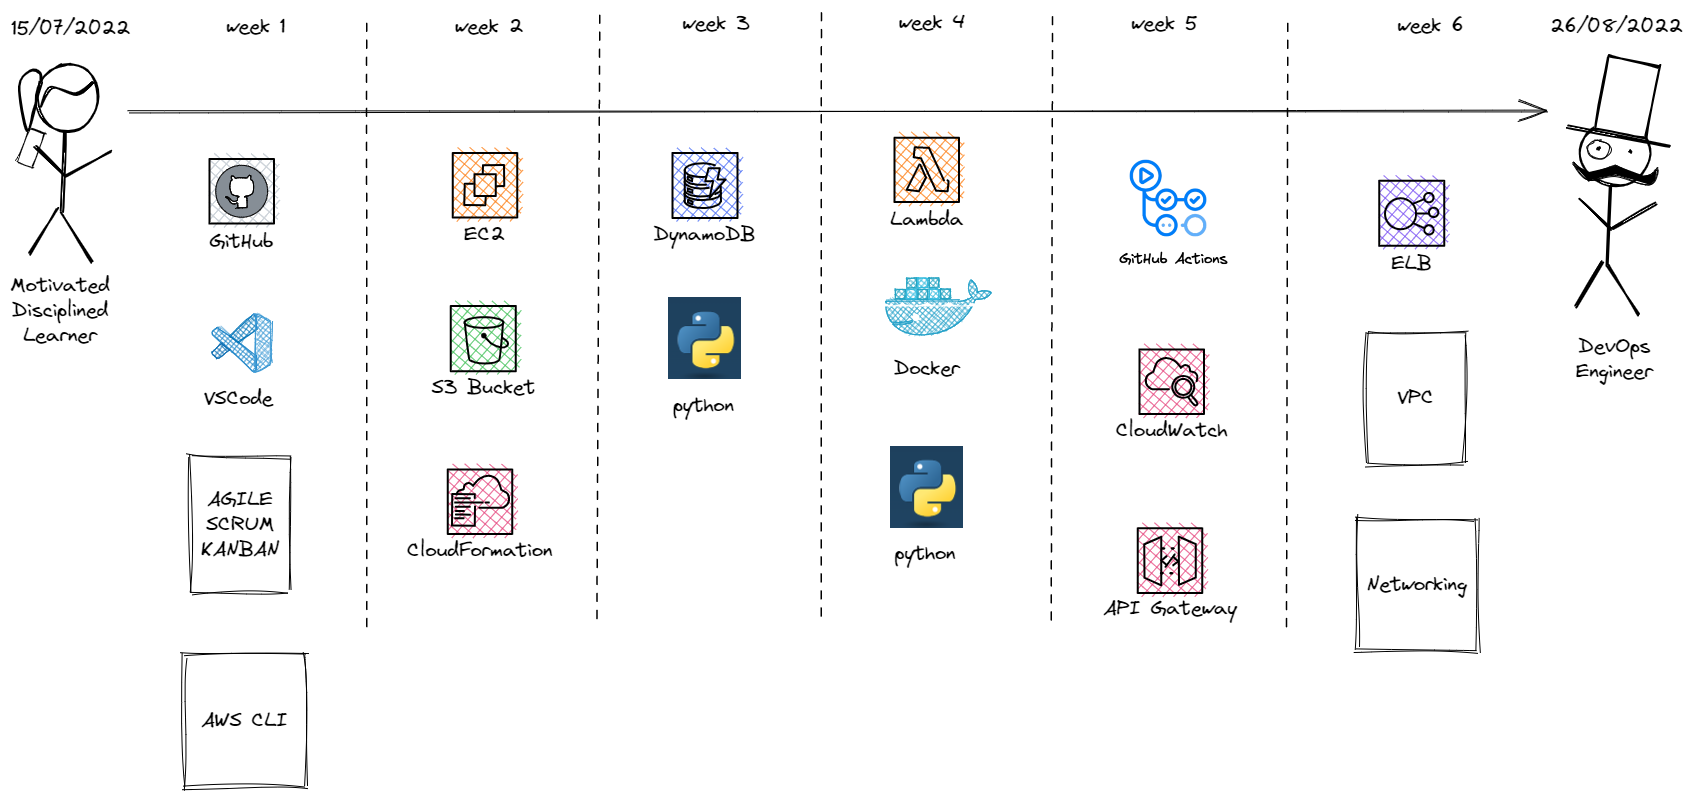 15/07/2022
week 1
week 2
week 3
week 4
week 5
week 6
26/08/2022
Motivated
Disciplined
Learner
GitHub
VSCode
AGILE
SCRUM
KANBAN
AWS CLI
EC2
S3 Bucket
CloudFormation
DynamoDB
python
Lambda
Docker
python
GitHub Actions
CloudWatch
API Gateway
ELB
VPC
Networking
DevOps
Engineer